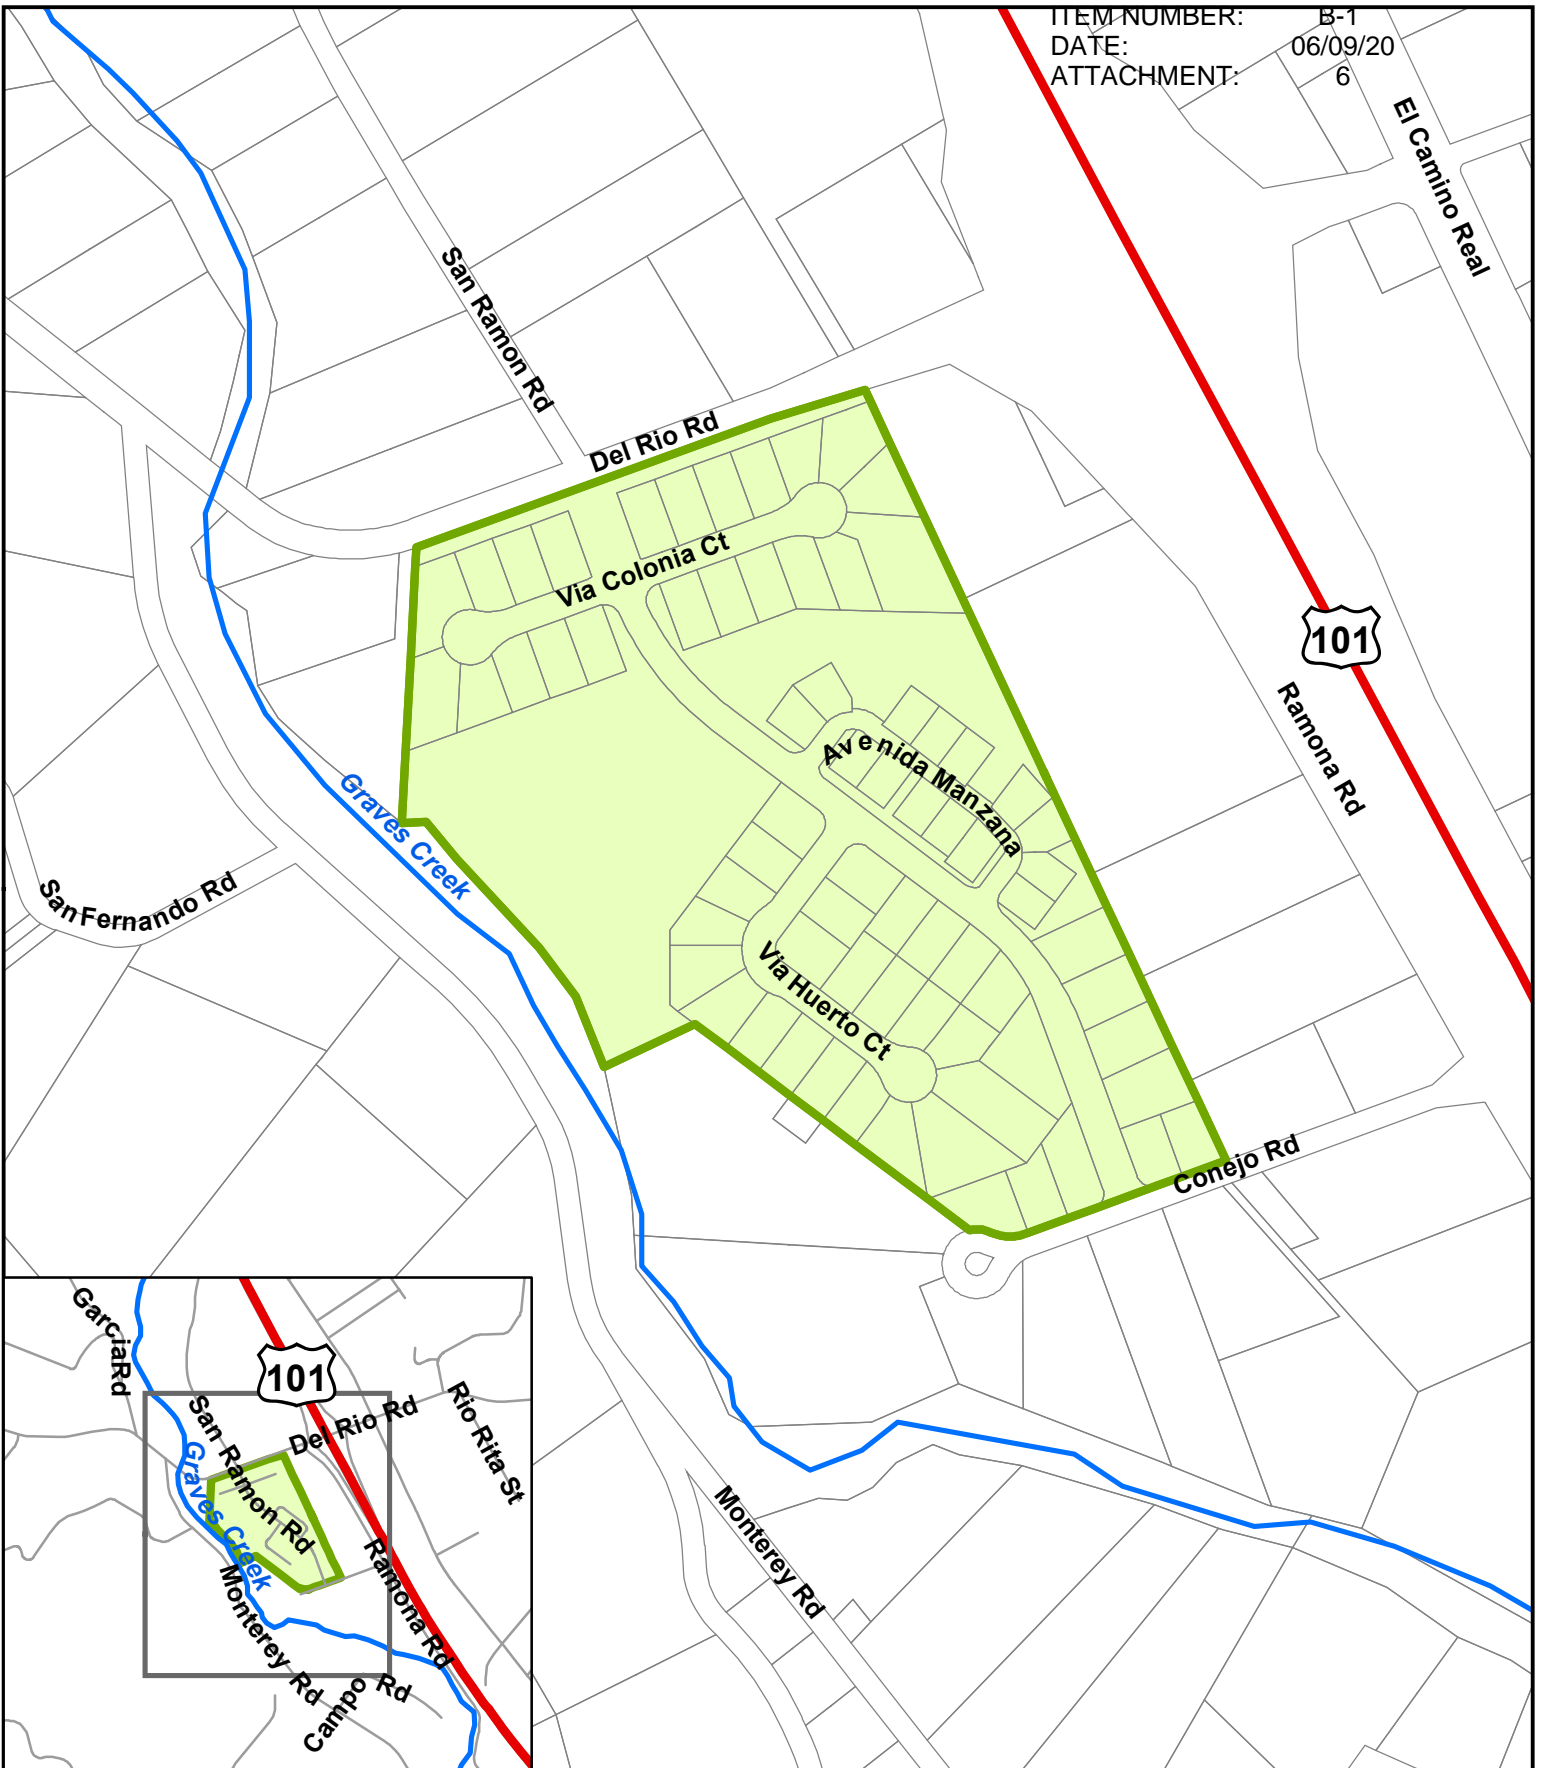 ITEM NUMBER: B-1
DATE: 06/09/20
ATTACHMENT: 6
El Camino Real
San Ramon Rd
Del Rio Rd
Via Colonia Ct
101
Ramona Rd
Avenida Manzana
Graves Creek
San Fernando Rd
Via Huerto Ct
Conejo Rd
Monterey Rd
Garcia Rd
101
San Ramon Rd
Del Rio Rd
Rio Rita St
Graves Creek
Ramona Rd
Monterey Rd
Campo Rd